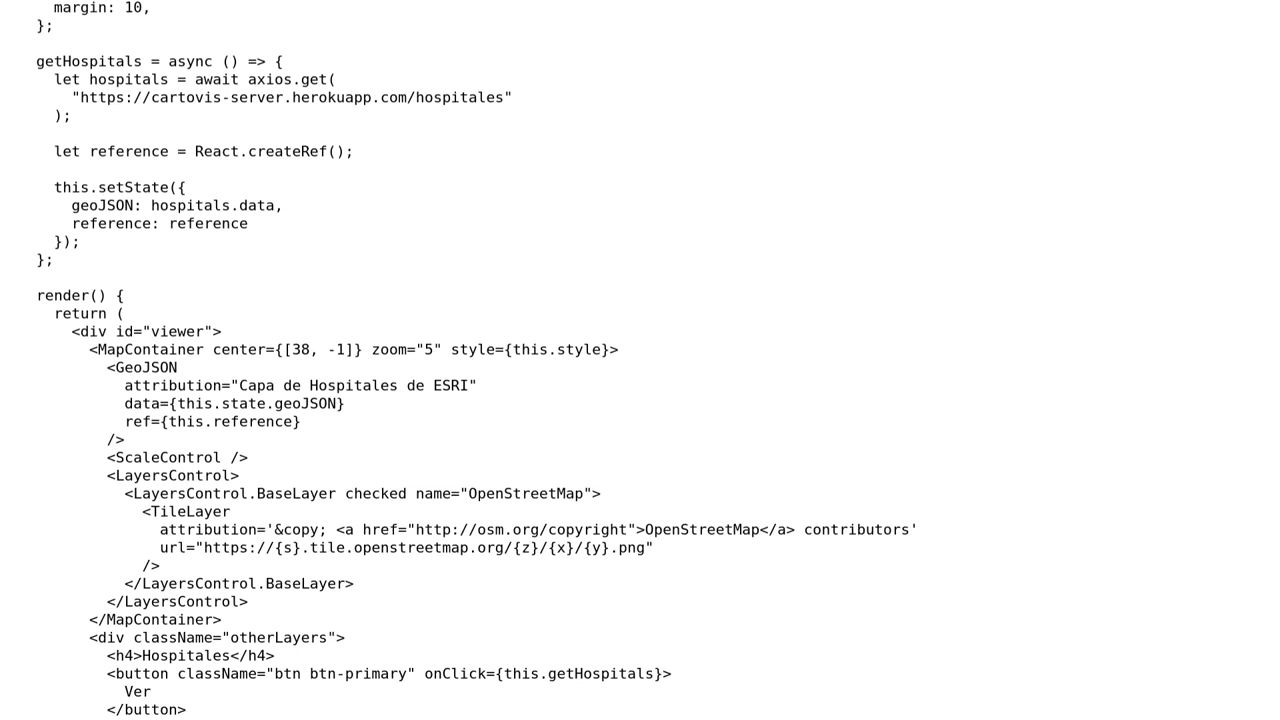 margin: 10,
};
getHospitals = async () => {
let hospitals = await axios.get(
"https://cartovis-server.herokuapp.com/hospitales"
);
let reference = React.createRef();
this.setState({
geoJSON: hospitals.data,
reference: reference
});
};
render() {
return (
<div id="viewer">
<MapContainer center={[38, -1]} zoom="5" style={this.style}>
<GeoJSON
attribution="Capa de Hospitales de ESRI"
data={this.state.geoJSON}
ref={this.reference}
/>
<ScaleControl />
<LayersControl>
<LayersControl.BaseLayer checked name="OpenStreetMap">
<TileLayer
attribution='&copy; <a href="http://osm.org/copyright">OpenStreetMap</a> contributors'
url="https://{s}.tile.openstreetmap.org/{z}/{x}/{y}.png"
/>
</LayersControl.BaseLayer>
</LayersControl>
</MapContainer>
<div className="otherLayers">
<h4>Hospitales</h4>
<button className="btn btn-primary" onClick={this.getHospitals}>
Ver
</button>